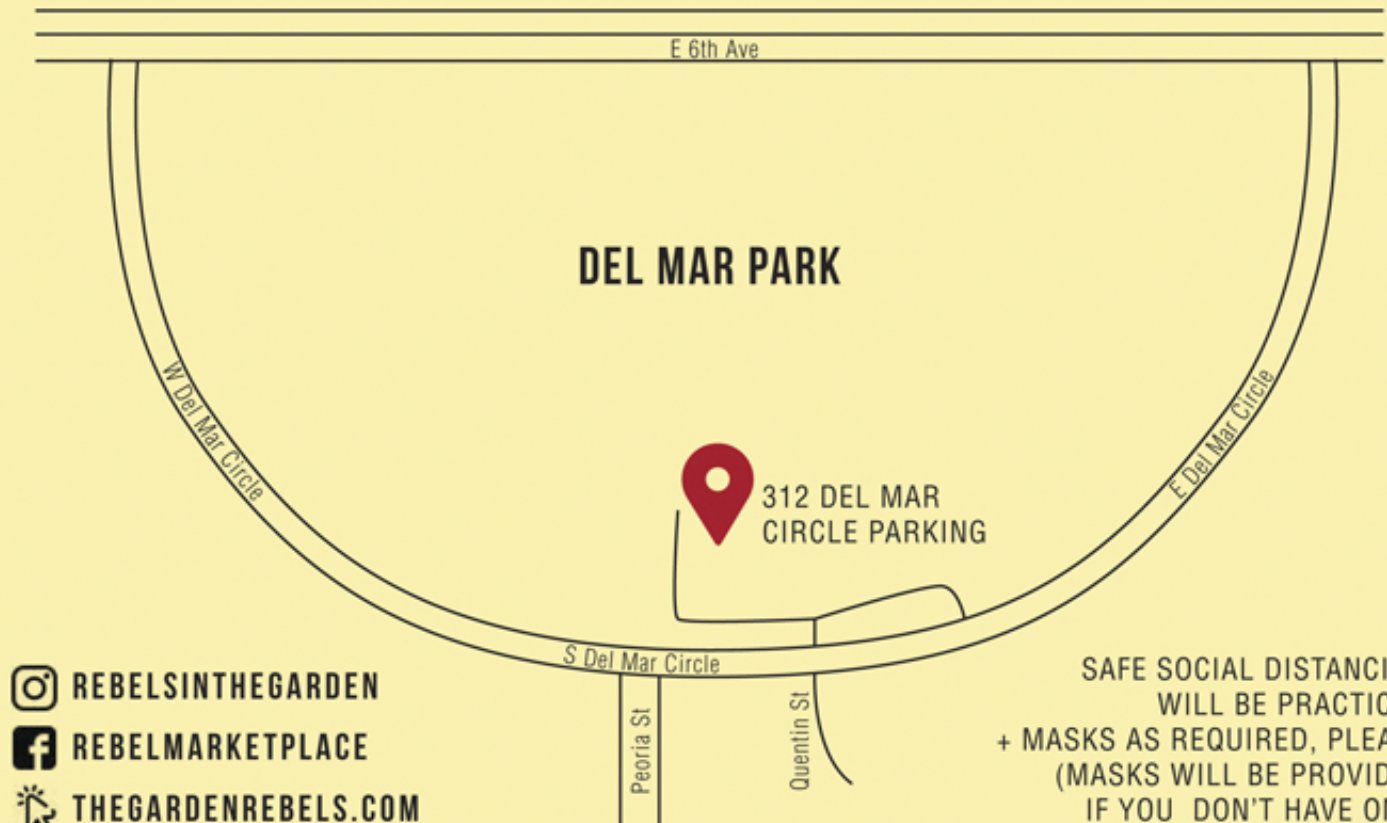 E 6th Ave
DEL MAR PARK
W Del Mar Circle
E Del Mar Circle
312 DEL MAR
CIRCLE PARKING
S Del Mar Circle
Peoria St
Quentin St
REBELSINTHEGARDEN
REBELMARKETPLACE
THEGARDENREBELS.COM
SAFE SOCIAL DISTANCI
WILL BE PRACTIC
+ MASKS AS REQUIRED, PLEA
(MASKS WILL BE PROVID
IF YOU DON'T HAVE ON